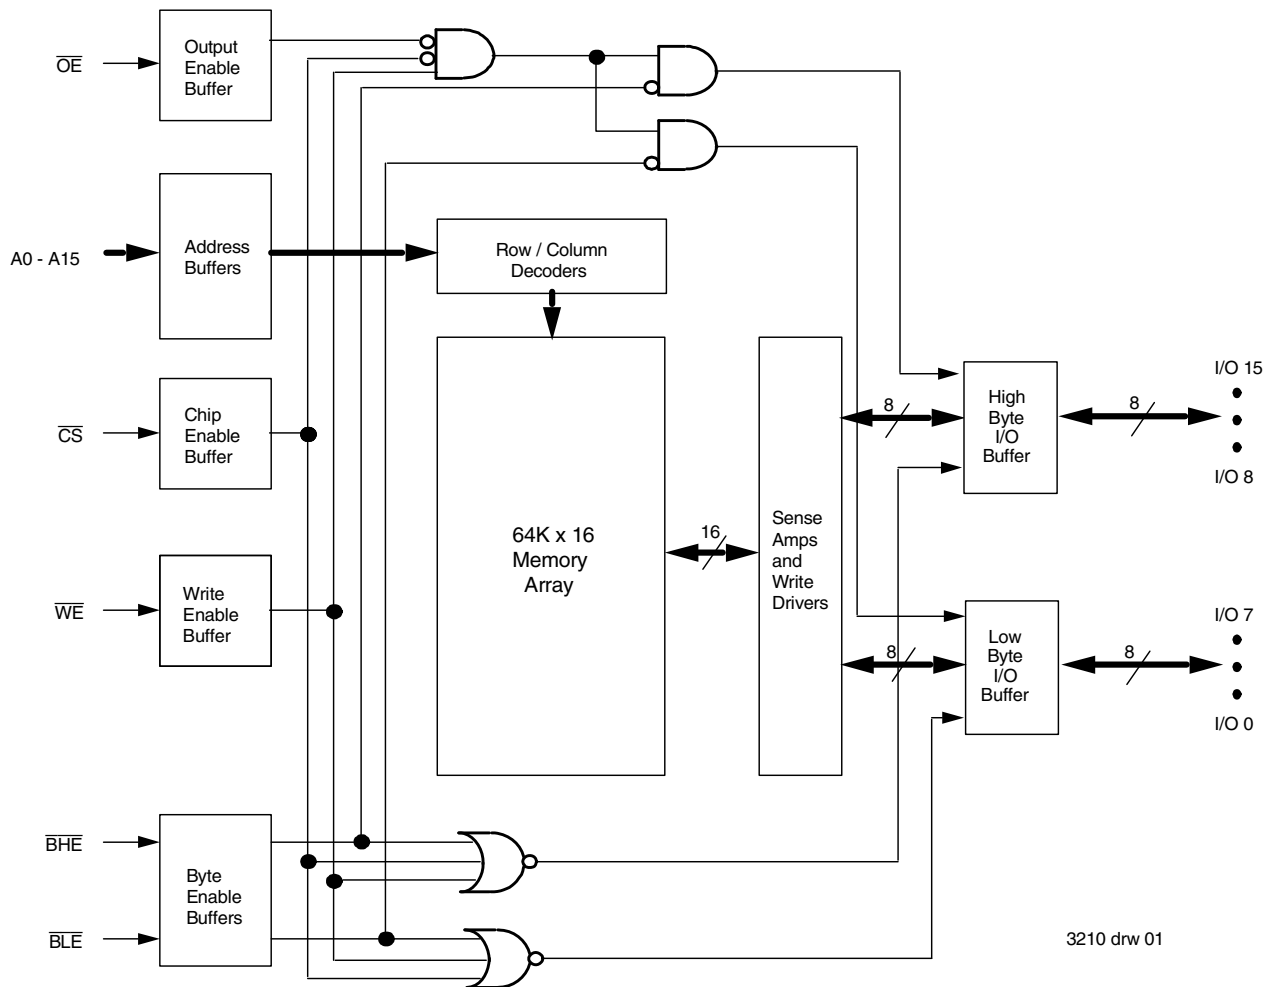 OE
Output
Enable
Buffer
A0 - A15
Address
Buffers
Row / Column
Decoders
CS
Chip
Enable
Buffer
WE
Write
Enable
Buffer
64K x 16
Memory
Array
16
Sense
Amps
and
Write
Drivers
8
High
Byte
I/O
Buffer
8
I/O 15
I/O 8
8
Low
Byte
I/O
Buffer
8
I/O 7
I/O 0
BHE
BLE
Byte
Enable
Buffers
3210 drw 01